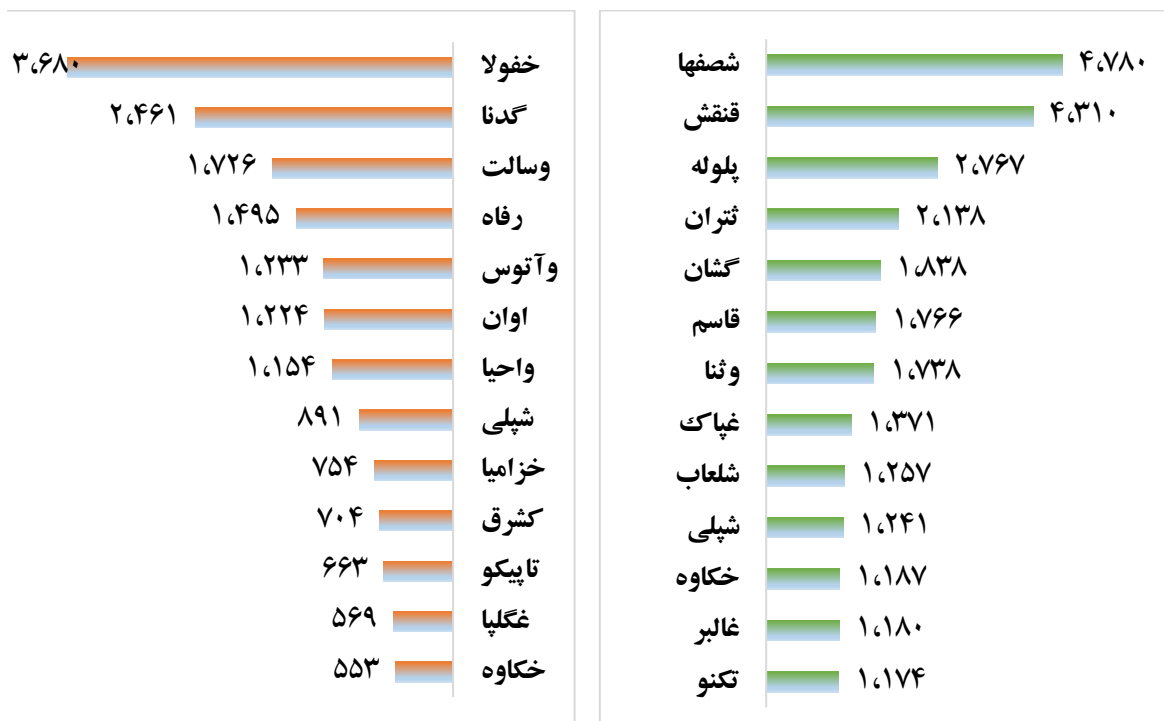 شصفها ۴،۷۸۰
قنقش ۴،۳۱۰
پلوله ۲،۷۶۷
ثتران ۲،۱۳۸
گشان ۱،۸۳۸
قاسم ۱،۷۶۶
وثنا ۱،۷۳۸
غپاک ۱،۳۷۱
شلعاب ۱،۲۵۷
شپلی ۱،۲۴۱
خکاوه ۱،۱۸۷
غالبر ۱،۱۸۰
تکنو ۱،۱۷۴
خفولا ۳،۶۸۰
گدنا ۲،۴۶۱
وسالت ۱،۷۲۶
رفاه ۱،۴۹۵
وآتوس ۱،۲۳۳
اوان ۱،۲۲۴
واحیا ۱،۱۵۴
شپلی ۸۹۱
خزامیا ۷۵۴
کشرق ۷۰۴
تاپیکو ۶۶۳
غگلپا ۵۶۹
خکاوه ۵۵۳